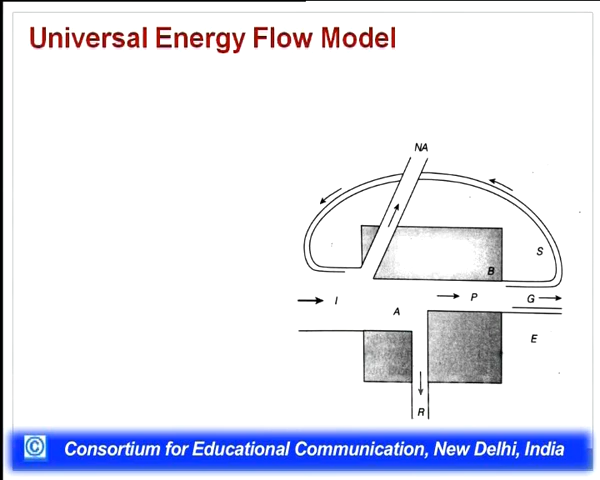 Universal Energy Flow Model
NA
S
B
I
P
G
A
E
R
© Consortium for Educational Communication, New Delhi, India